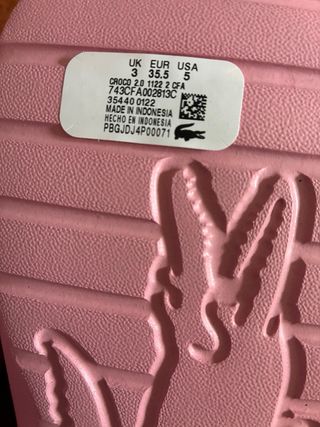 UK EUR USA
3 35.5 5
CROCO 2.0 1122 2 CFA
743CFA002813C
35440 0122
MADE IN INDONESIA
HECHO EN INDONESIA
PBGJDJ4P00071